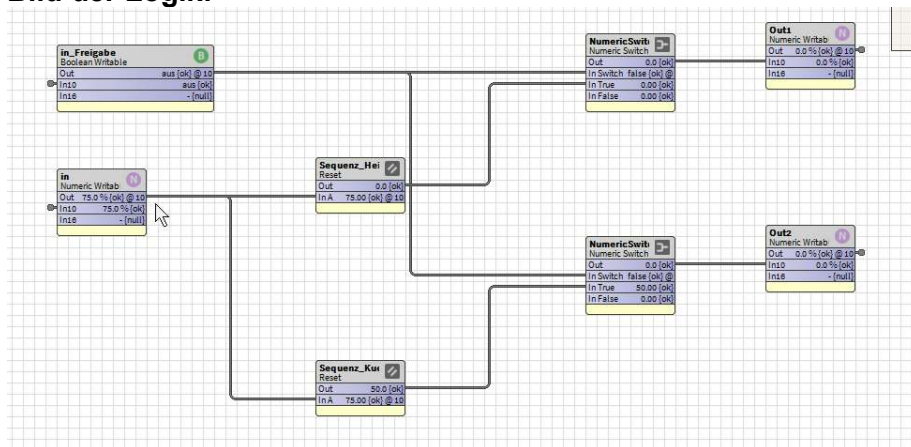 in_Freigabe
Boolean Writable
B
Out aus {ok} @ 10
In10 aus {ok}
In16 - {null}
in
Numeric Writab
N
Out 75.0 % {ok} @ 10
In10 75.0 % {ok}
In16 - {null}
Sequenz_Hei
Reset
Out 0.0 {ok}
In A 75.00 {ok} @ 10
Sequenz_Kue
Reset
Out 50.0 {ok}
In A 75.00 {ok} @ 10
NumericSwit
Numeric Switch
Out 0.0 {ok}
In Switch false {ok} @
In True 0.00 {ok}
In False 0.00 {ok}
NumericSwit
Numeric Switch
Out 0.0 {ok}
In Switch false {ok} @
In True 50.00 {ok}
In False 0.00 {ok}
Out1
Numeric Writab
N
Out 0.0 % {ok} @ 10
In10 0.0 % {ok}
In16 - {null}
Out2
Numeric Writab
N
Out 0.0 % {ok} @ 10
In10 0.0 % {ok}
In16 - {null}